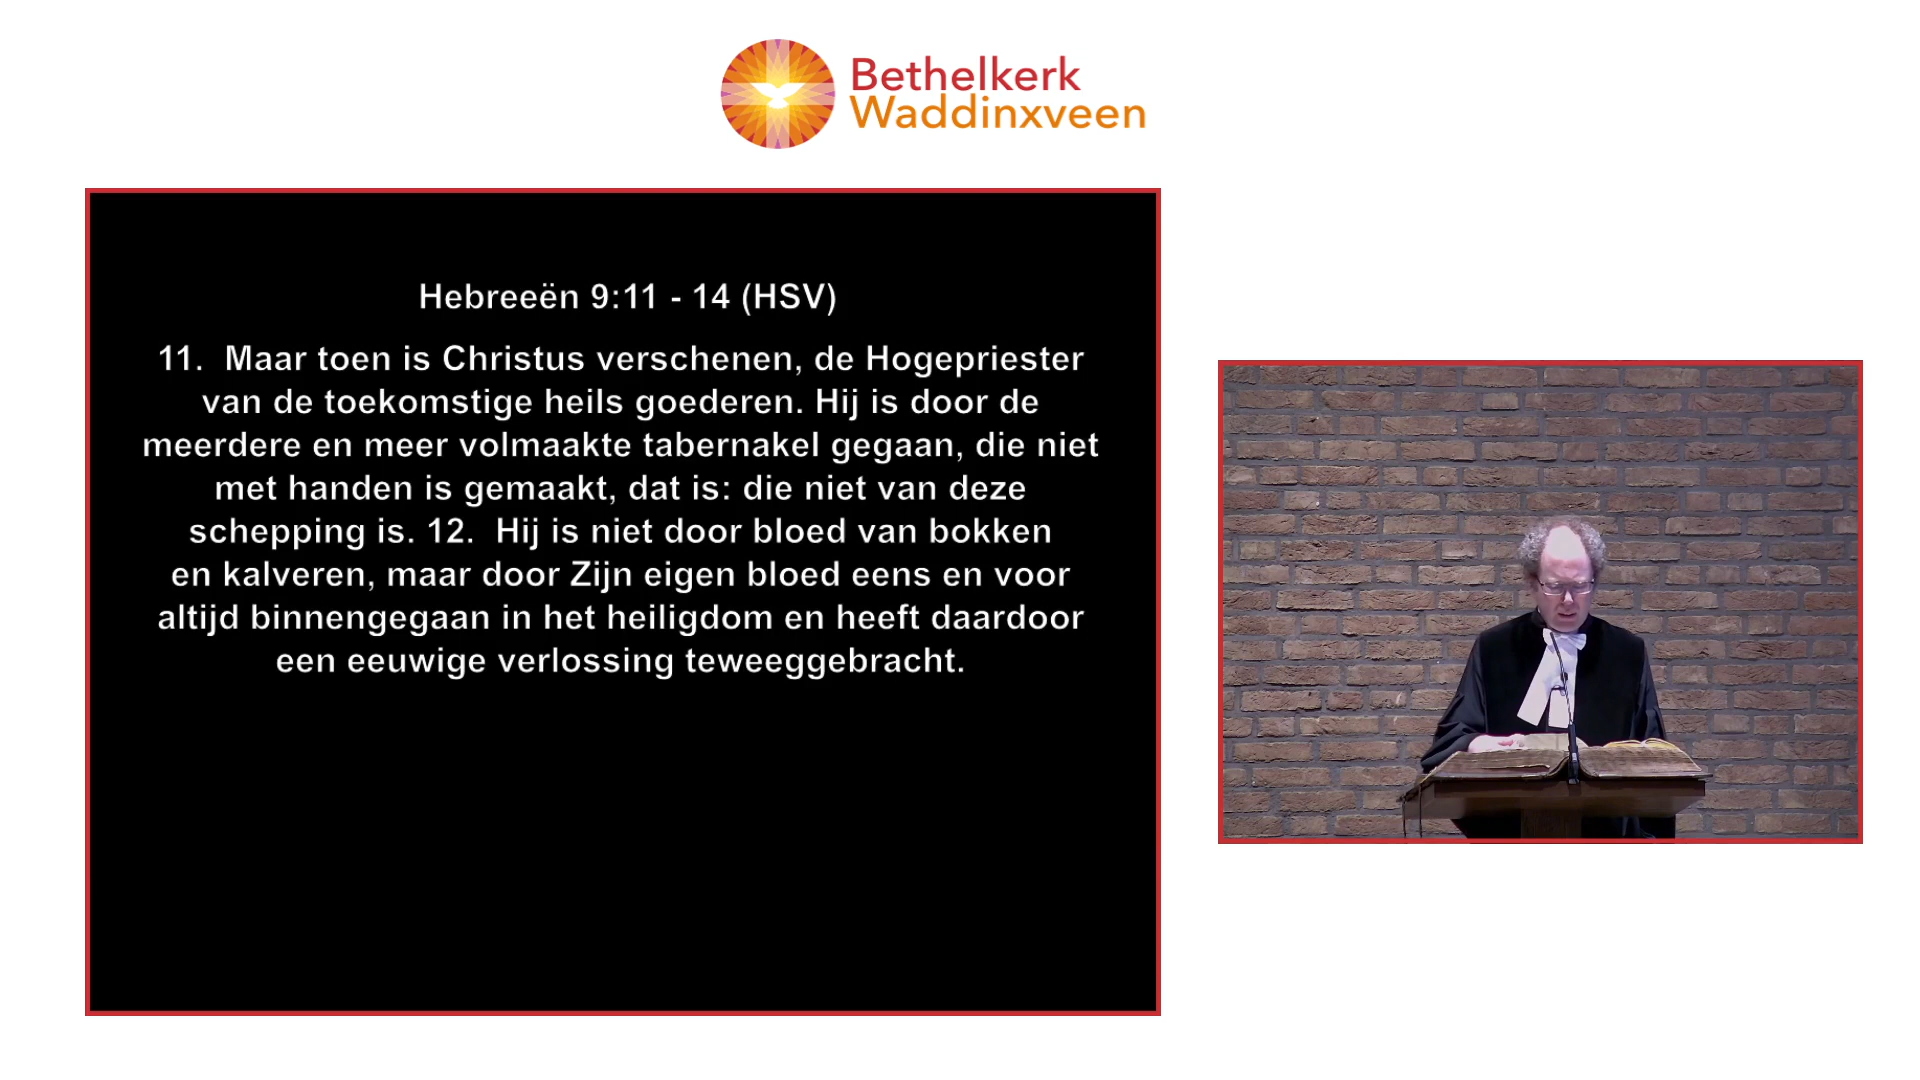 Bethelkerk
Waddinxveen
Hebreeën 9:11 - 14 (HSV)
11.  Maar toen is Christus verschenen, de Hogepriester
van de toekomstige heils goederen. Hij is door de
meerdere en meer volmaakte tabernakel gegaan, die niet
met handen is gemaakt, dat is: die niet van deze
schepping is. 12.  Hij is niet door bloed van bokken
en kalveren, maar door Zijn eigen bloed eens en voor
altijd binnengegaan in het heiligdom en heeft daardoor
een eeuwige verlossing teweeggebracht.